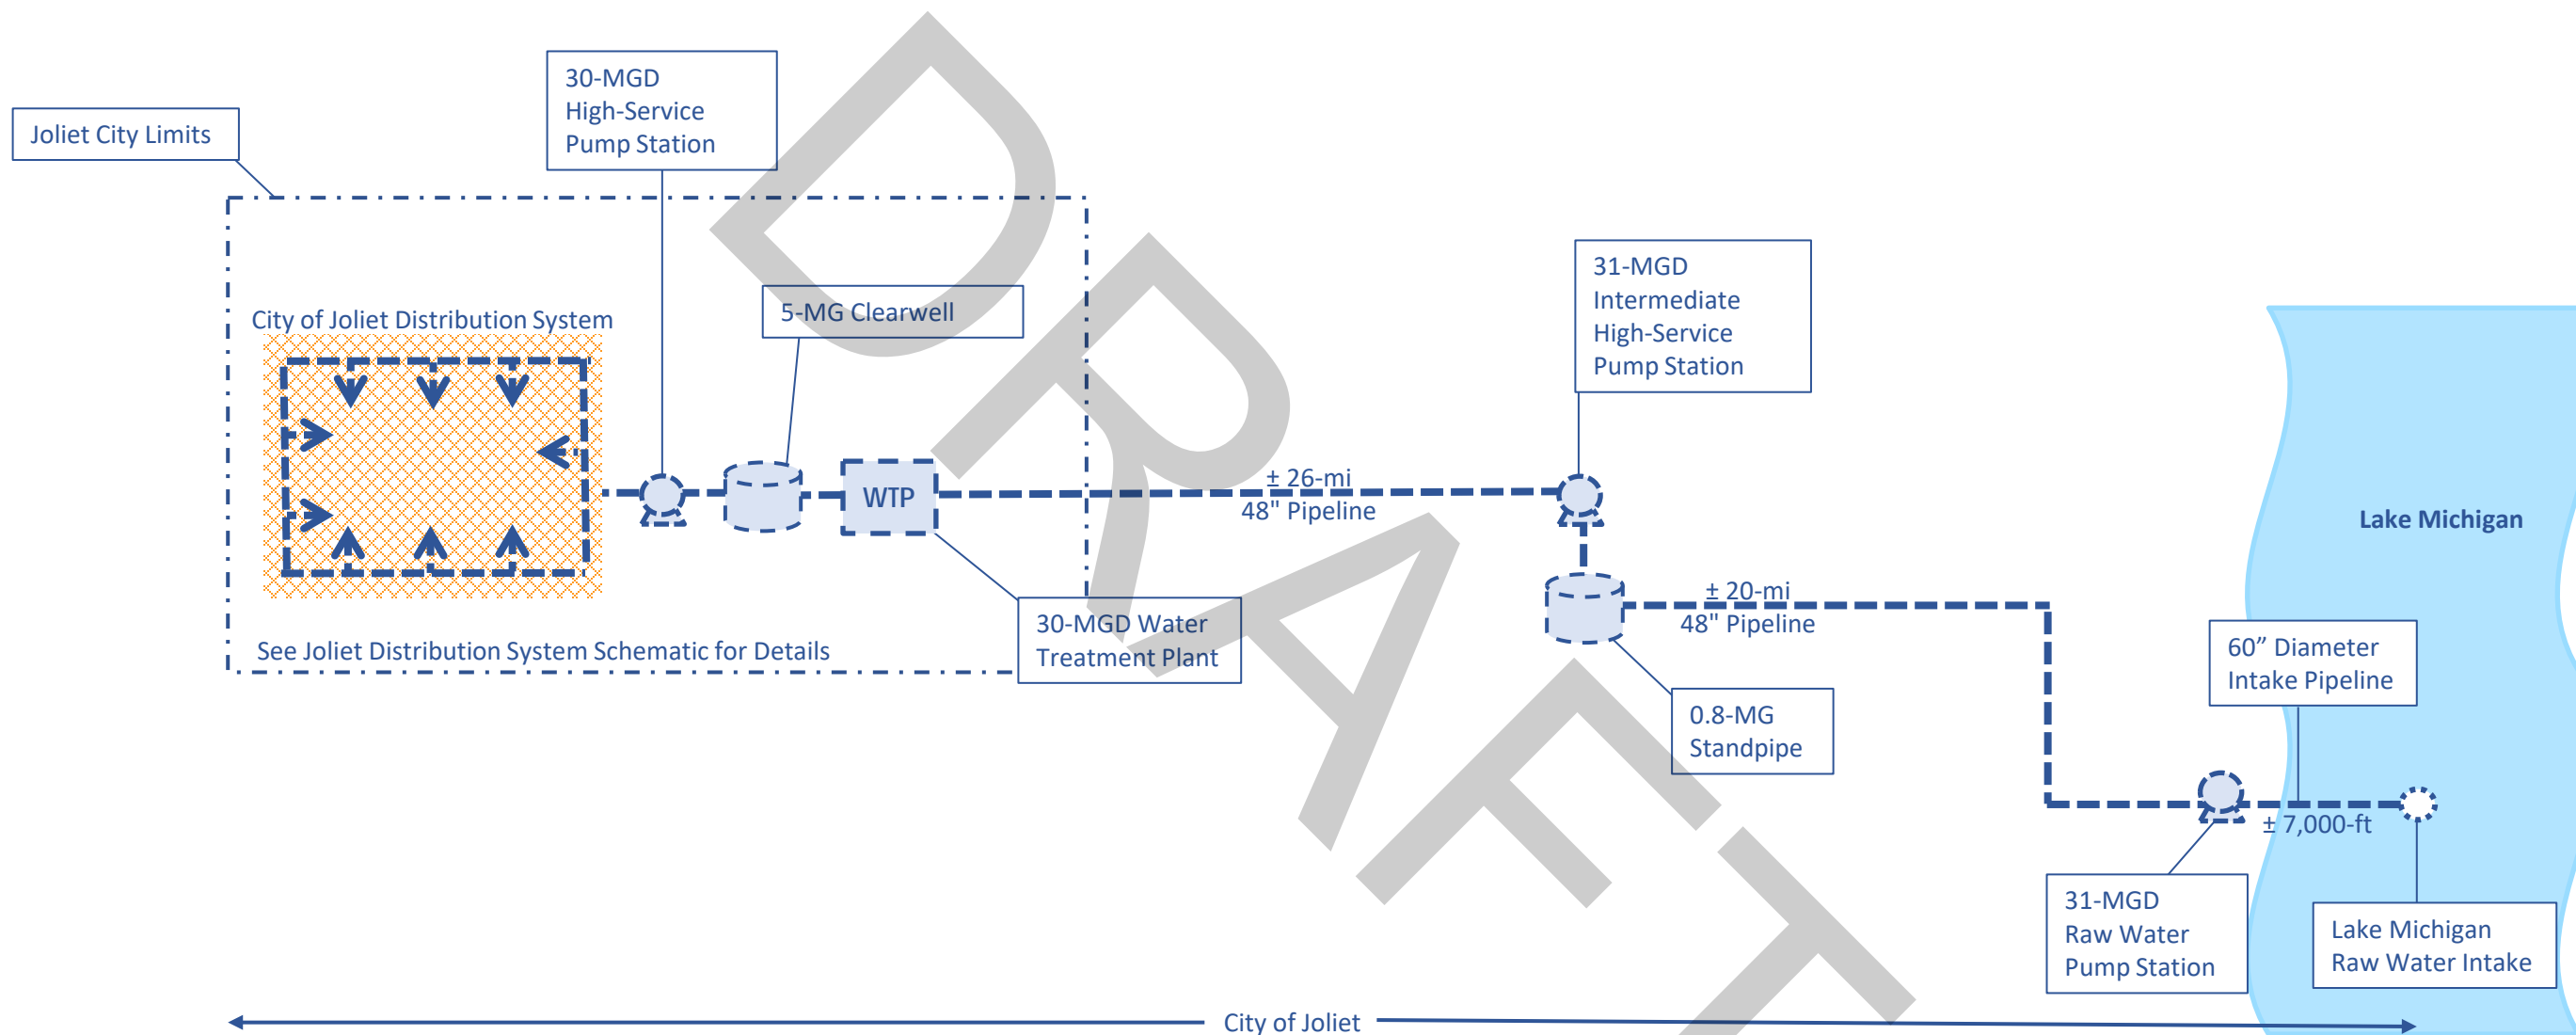 30-MGD
High-Service
Pump Station
Joliet City Limits
31-MGD
Intermediate
High-Service
Pump Station
5-MG Clearwell
City of Joliet Distribution System
WTP
± 26-mi
48" Pipeline
Lake Michigan
± 20-mi
48" Pipeline
30-MGD Water
Treatment Plant
See Joliet Distribution System Schematic for Details
60” Diameter
Intake Pipeline
0.8-MG
Standpipe
± 7,000-ft
31-MGD
Raw Water
Pump Station
Lake Michigan
Raw Water Intake
City of Joliet
DRAFT